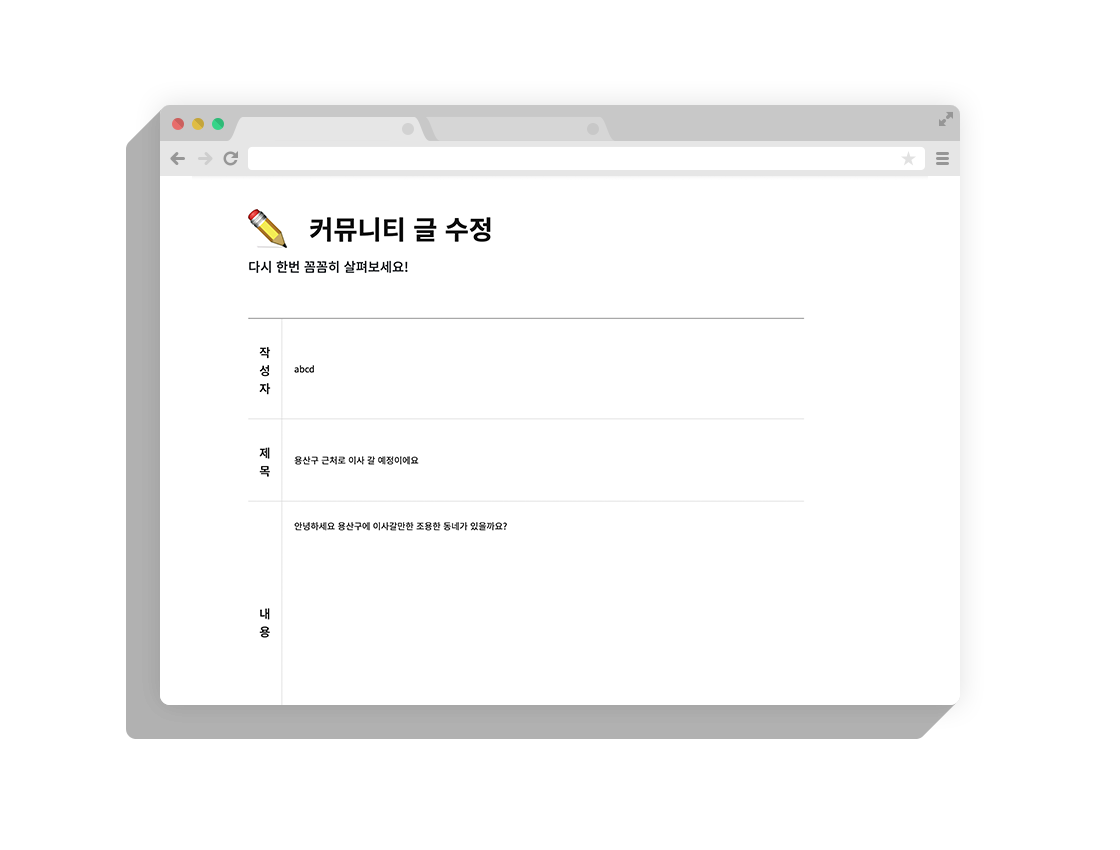 커뮤니티 글 수정
다시 한번 꼼꼼히 살펴보세요!
작
성
자
abcd
제
목
용산구 근처로 이사 갈 예정이에요
안녕하세요 용산구에 이사갈만한 조용한 동네가 있을까요?
내
용